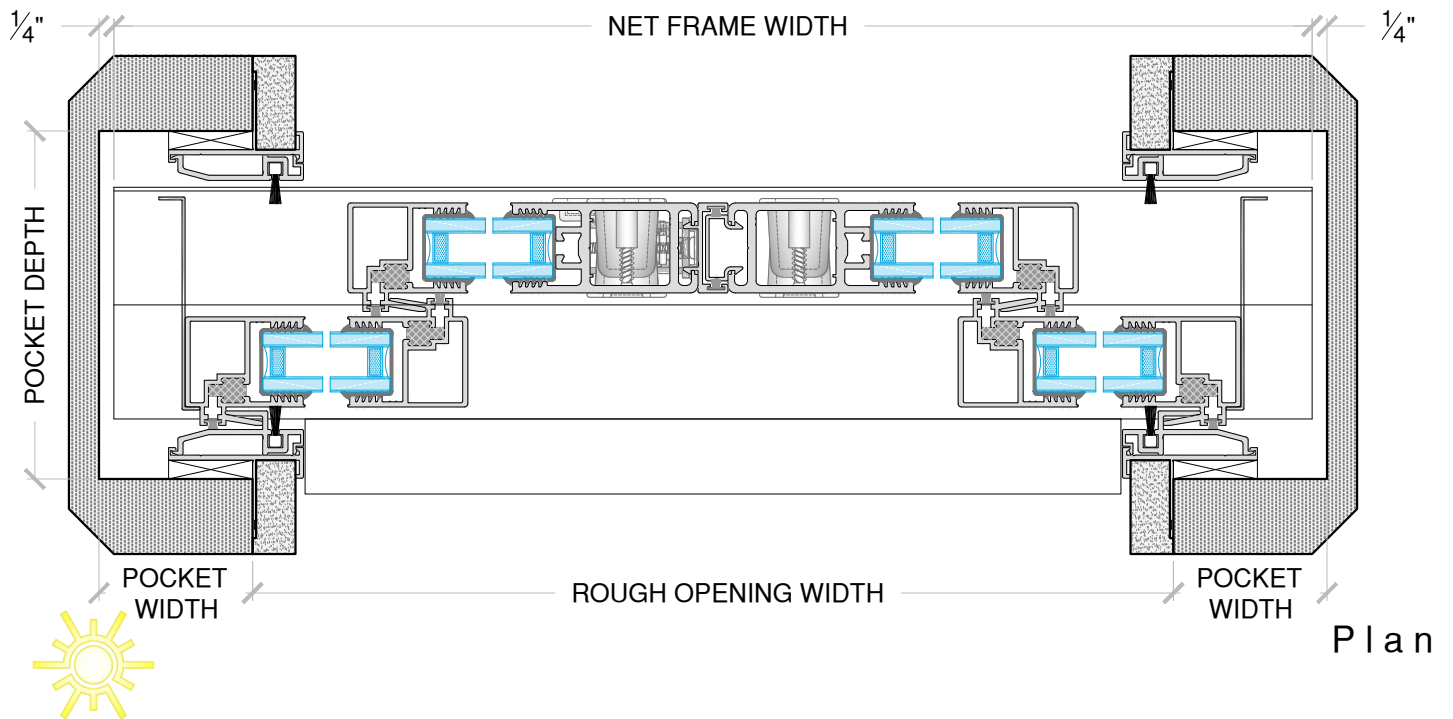 ¼"
NET FRAME WIDTH
¼"
POCKET DEPTH
POCKET
WIDTH
ROUGH OPENING WIDTH
POCKET
WIDTH
Plan